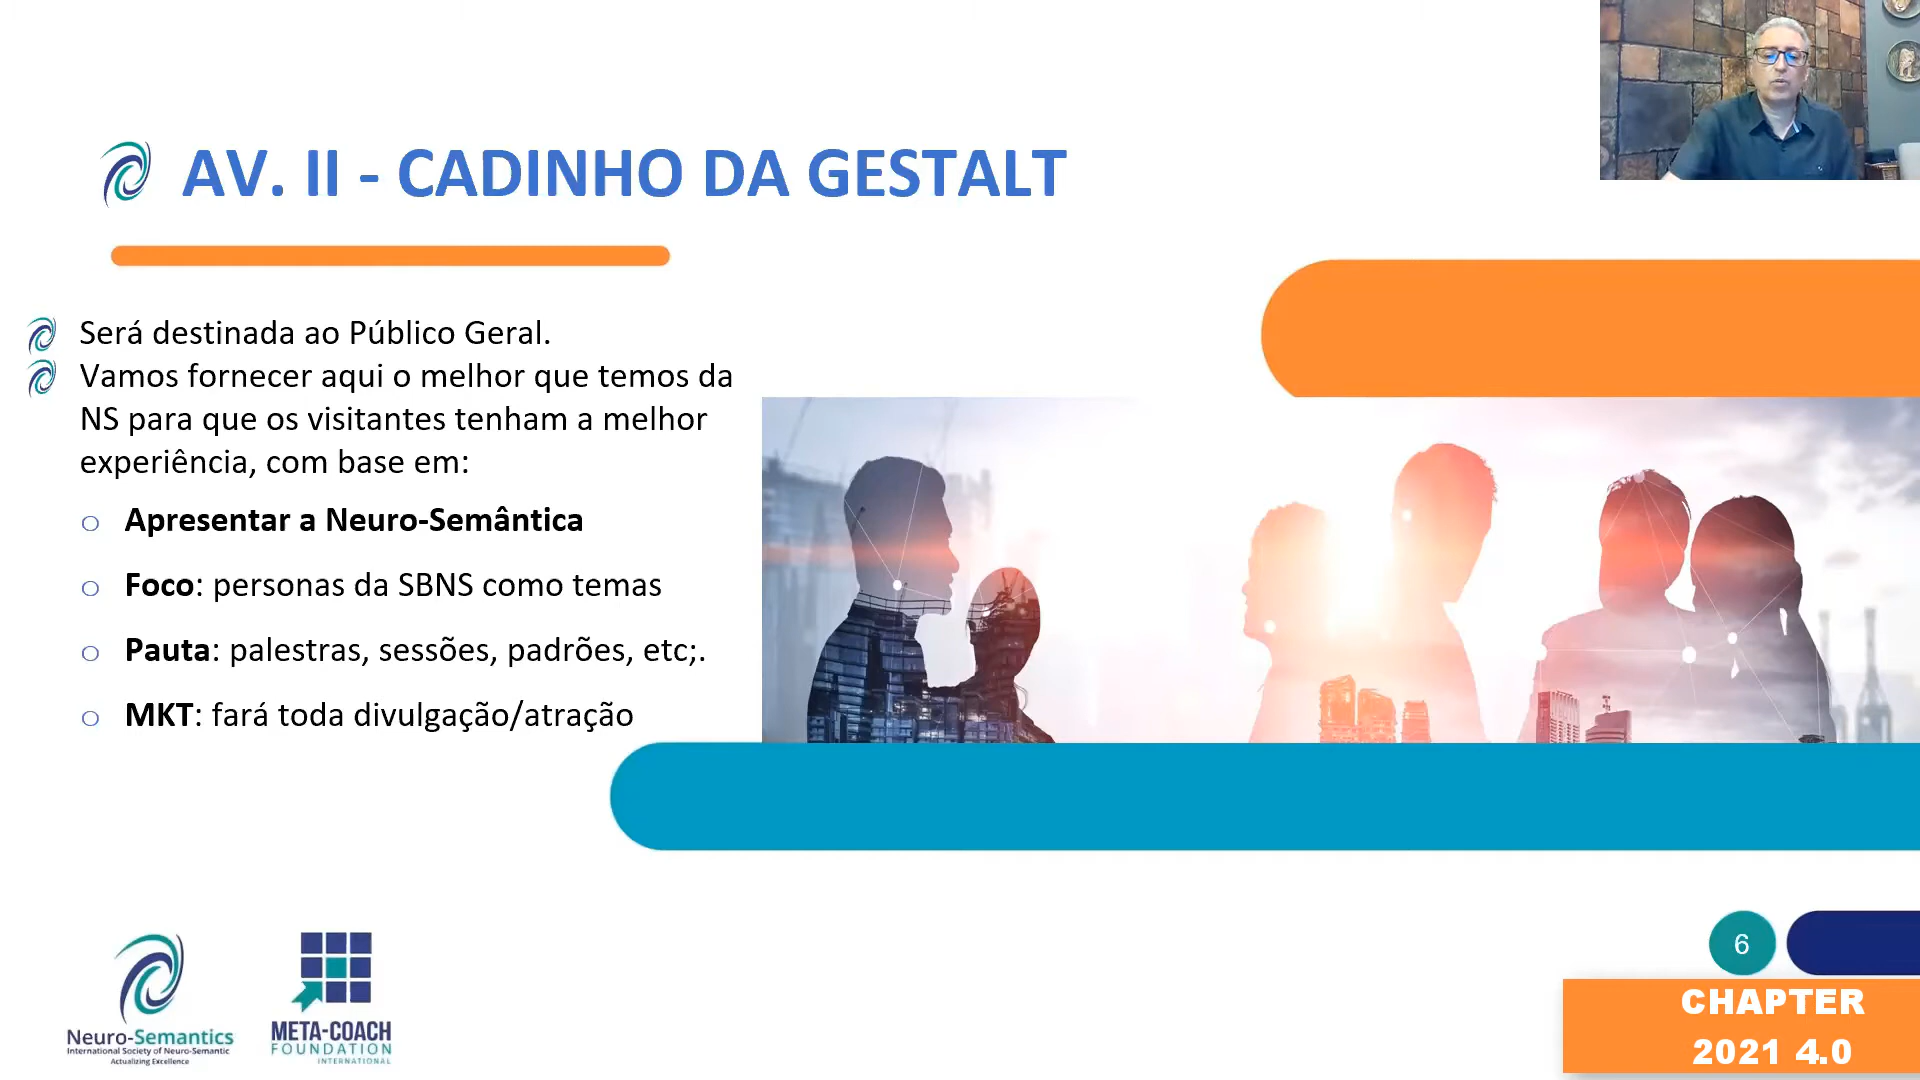 AV. II - CADINHO DA GESTALT
Será destinada ao Público Geral.
Vamos fornecer aqui o melhor que temos da
NS para que os visitantes tenham a melhor
experiência, com base em:
Apresentar a Neuro-Semântica
Foco: personas da SBNS como temas
Pauta: palestras, sessões, padrões, etc;.
MKT: fará toda divulgação/atração
Neuro-Semantics
International Society of Neuro-Semantic
Actualizing Excellence
META-COACH
FOUNDATION
INTERNATIONAL
6
CHAPTER
2021 4.0